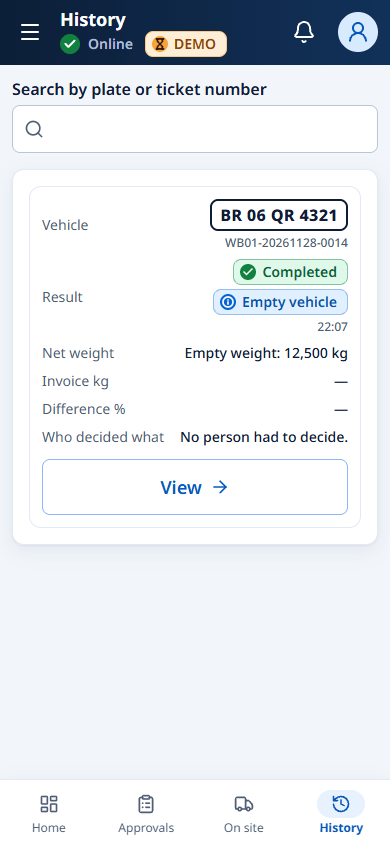 History
Online
DEMO
Search by plate or ticket number
Vehicle
BR 06 QR 4321
WB01-20261128-0014
Result
Completed
Empty vehicle
22:07
Net weight Empty weight: 12,500 kg
Invoice kg —
Difference % —
Who decided what No person had to decide.
View
Home Approvals On site History